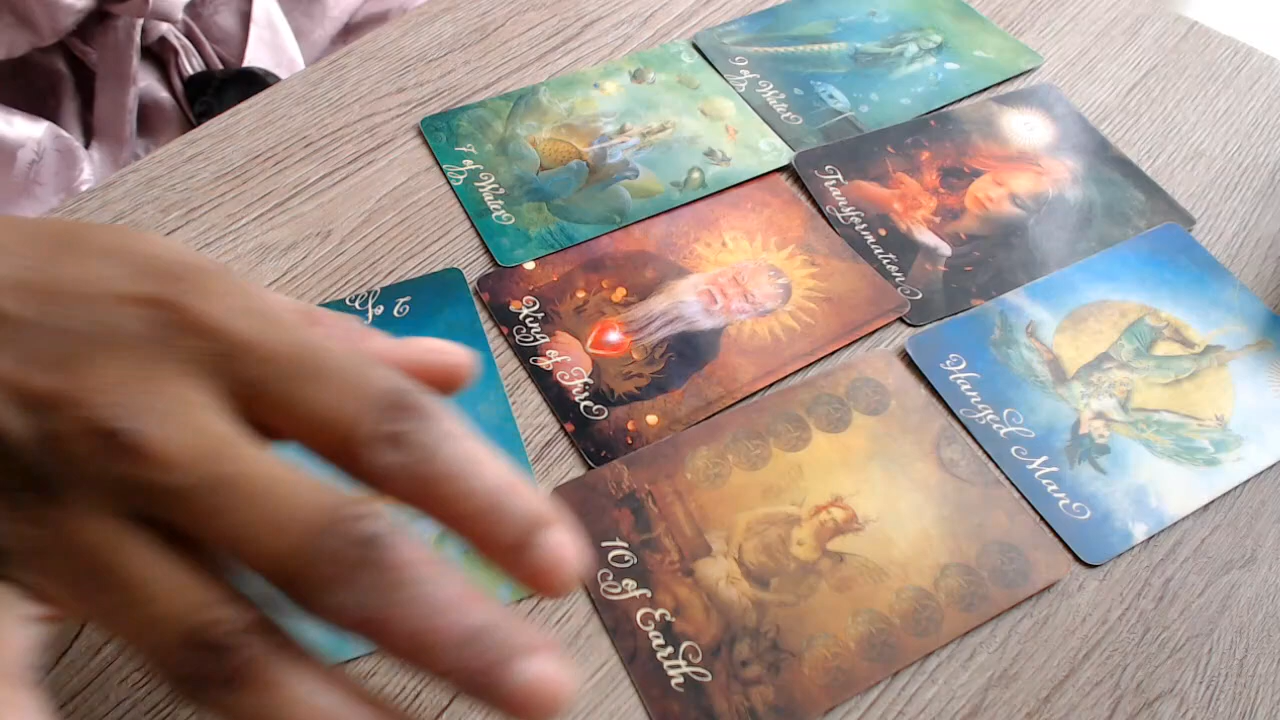 9 of Water
7 of Water
Transformation
King of Fire
Hanged Man
10 of Earth